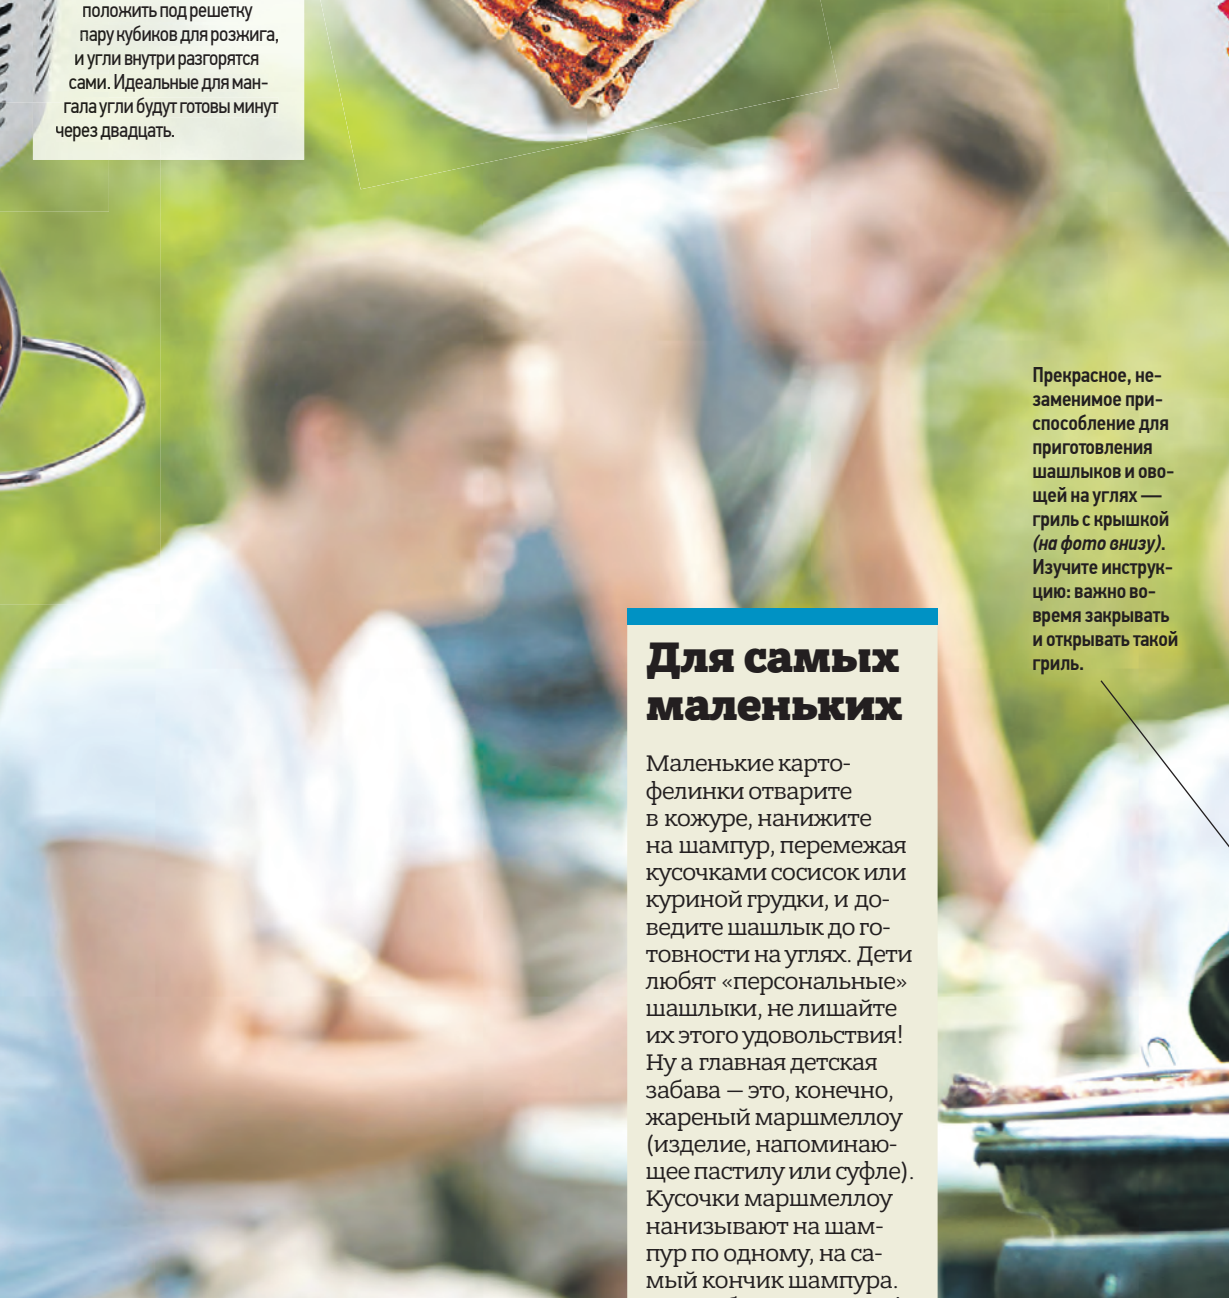 положить под решетку
пару кубиков для розжига,
и угли внутри разгорятся
сами. Идеальные для ман-
гала угли будут готовы минут
через двадцать.
Прекрасное, не-
заменимое при-
способление для
приготовления
шашлыков и ово-
щей на углях —
гриль с крышкой
(на фото внизу).
Изучите инструк-
цию: важно во-
время закрывать
и открывать такой
гриль.
Для самых
маленьких
Маленькие карто-
фелинки отварите
в кожуре, нанижите
на шампур, перемежая
кусочками сосисок или
куриной грудки, и до-
ведите шашлык до го-
товности на углях. Дети
любят «персональные»
шашлыки, не лишайте
их этого удовольствия!
Ну а главная детская
забава — это, конечно,
жареный маршмеллоу
(изделие, напоминаю-
щее пастилу или суфле).
Кусочки маршмеллоу
нанизывают на шам-
пур по одному, на са-
мый кончик шампура.